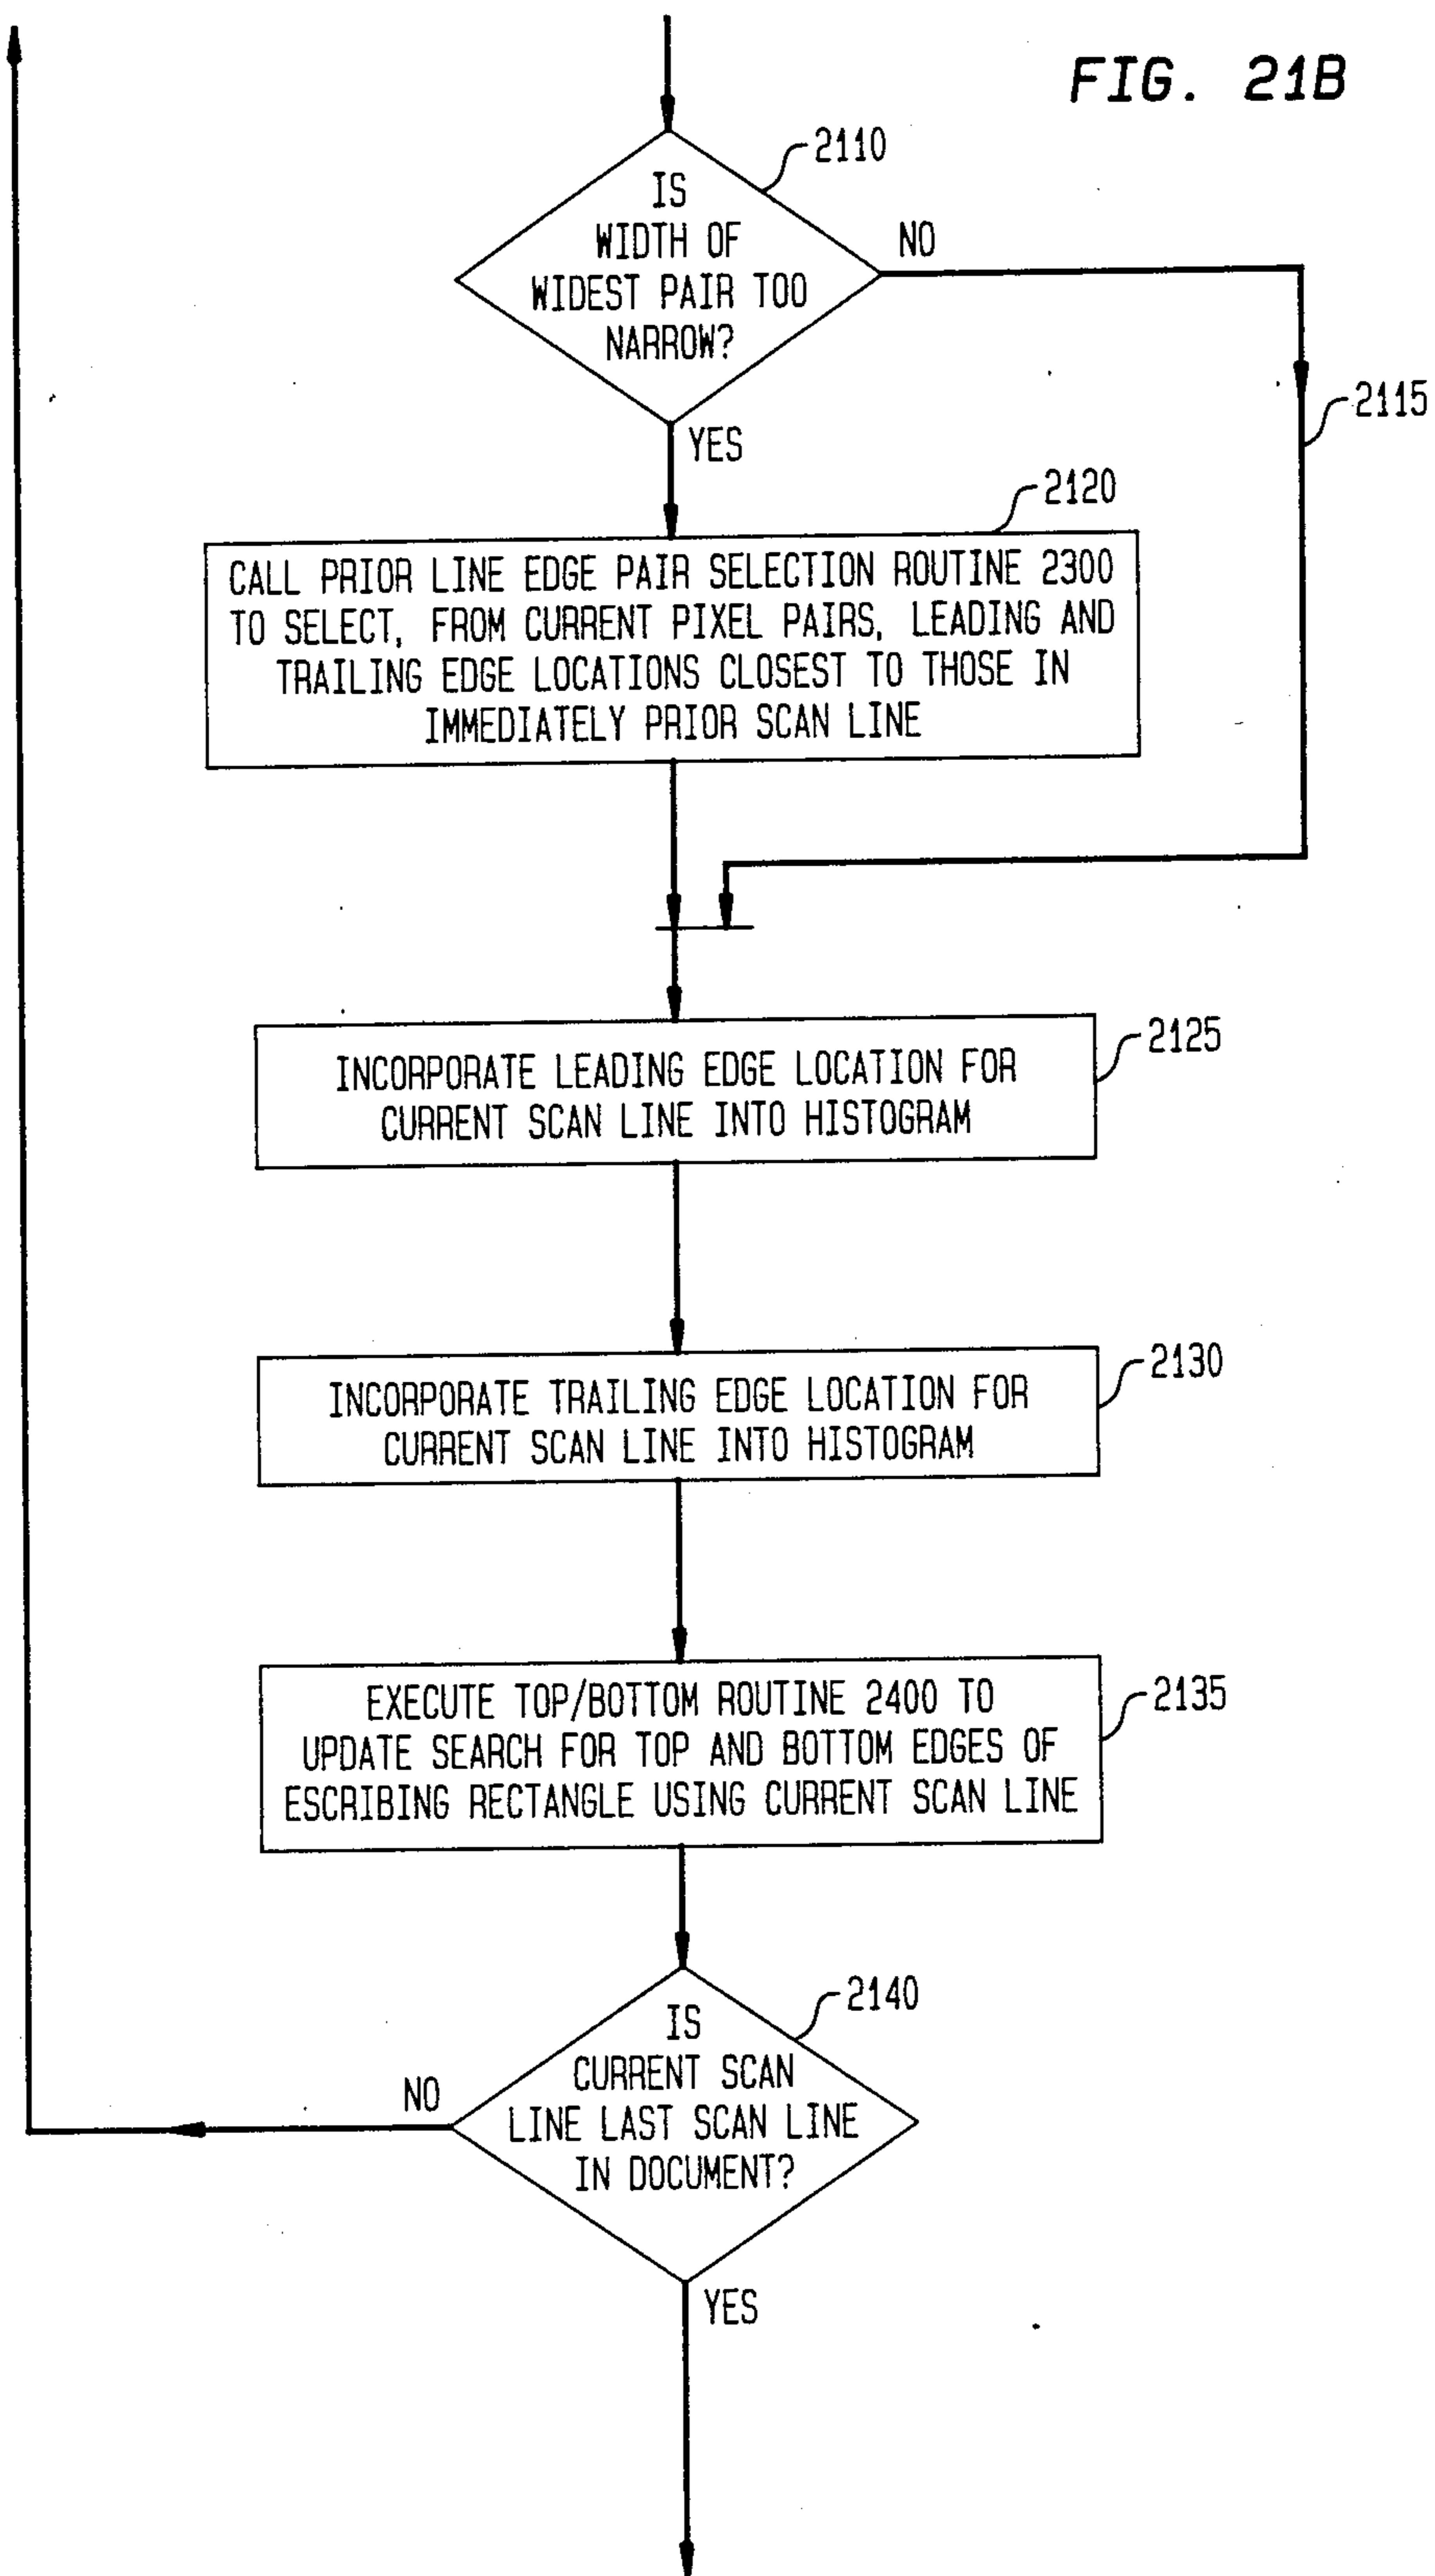 FIG. 21B
2110
IS
WIDTH OF
WIDEST PAIR TOO
NARROW?
NO
2115
YES
2120
CALL PRIOR LINE EDGE PAIR SELECTION ROUTINE 2300
TO SELECT, FROM CURRENT PIXEL PAIRS, LEADING AND
TRAILING EDGE LOCATIONS CLOSEST TO THOSE IN
IMMEDIATELY PRIOR SCAN LINE
2125
INCORPORATE LEADING EDGE LOCATION FOR
CURRENT SCAN LINE INTO HISTOGRAM
2130
INCORPORATE TRAILING EDGE LOCATION FOR
CURRENT SCAN LINE INTO HISTOGRAM
2135
EXECUTE TOP/BOTTOM ROUTINE 2400 TO
UPDATE SEARCH FOR TOP AND BOTTOM EDGES OF
ESCRIBING RECTANGLE USING CURRENT SCAN LINE
2140
IS
CURRENT SCAN
LINE LAST SCAN LINE
IN DOCUMENT?
NO
YES